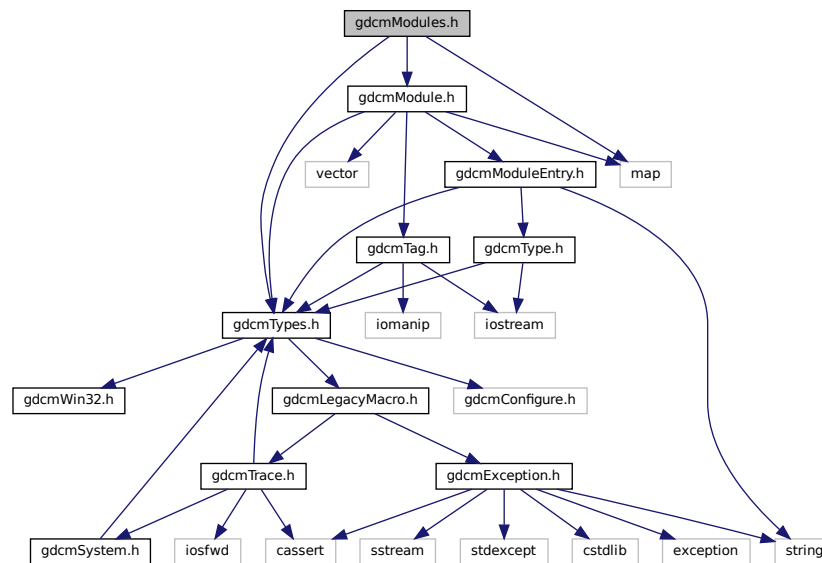 gdcmModules.h
gdcmModule.h
vector
gdcmModuleEntry.h
map
gdcmTag.h
gdcmType.h
gdcmTypes.h
iomanip
iostream
gdcmWin32.h
gdcmLegacyMacro.h
gdcmConfigure.h
gdcmTrace.h
gdcmException.h
gdcmSystem.h
iosfwd
cassert
sstream
stdexcept
cstdlib
exception
string